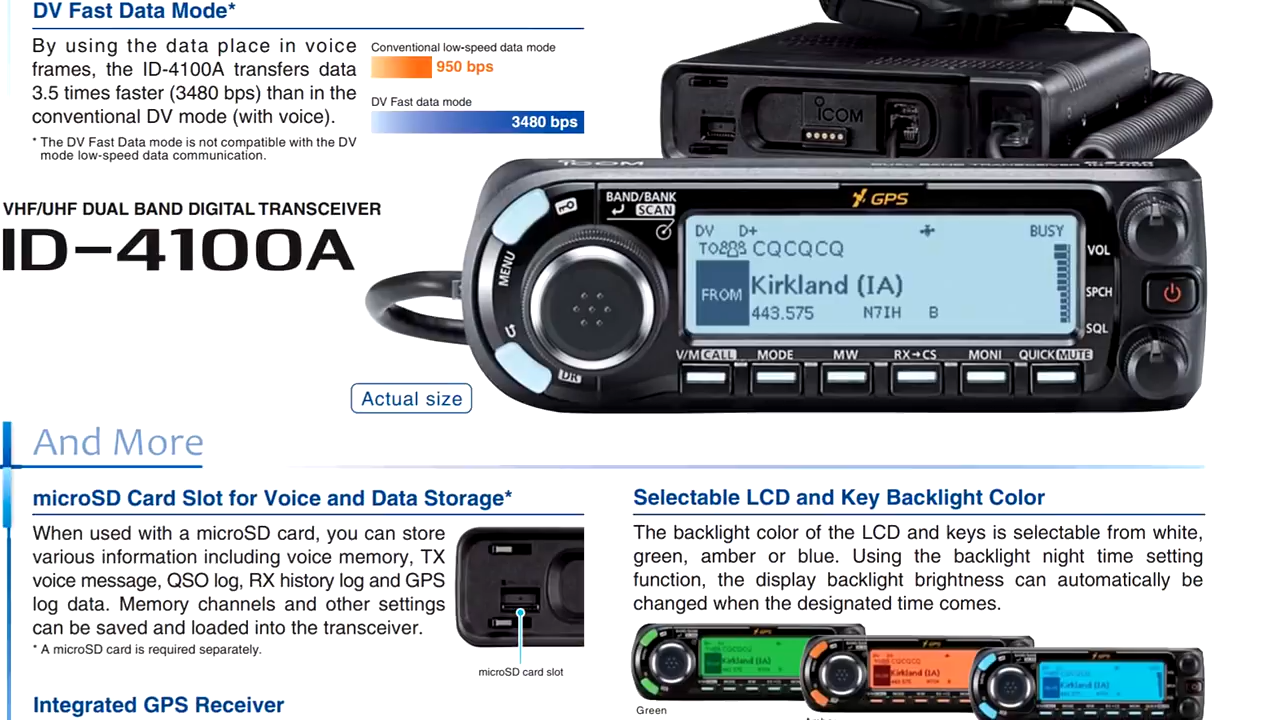 DV Fast Data Mode*
By using the data place in voice
frames, the ID-4100A transfers data
3.5 times faster (3480 bps) than in the
conventional DV mode (with voice).
* The DV Fast Data mode is not compatible with the DV
mode low-speed data communication.
Conventional low-speed data mode
950 bps
DV Fast data mode
3480 bps
ICOM
VHF/UHF DUAL BAND DIGITAL TRANSCEIVER
ID-4100A
ICOM
BAND/BANK
SCAN
GPS
MENU
DR
DV D+ BUSY
TO CQCQCQ
FROM
Kirkland (IA)
443.575 N7IH B
VOL
SPCH
SQL
V/M CALL MODE MW RX→CS MONI QUICK MUTE
Actual size
And More
microSD Card Slot for Voice and Data Storage*
When used with a microSD card, you can store
various information including voice memory, TX
voice message, QSO log, RX history log and GPS
log data. Memory channels and other settings
can be saved and loaded into the transceiver.
* A microSD card is required separately.
microSD card slot
Integrated GPS Receiver
Selectable LCD and Key Backlight Color
The backlight color of the LCD and keys is selectable from white,
green, amber or blue. Using the backlight night time setting
function, the display backlight brightness can automatically be
changed when the designated time comes.
GPS
CQCQCQ
Kirkland (IA)
GPS
CQCQCQ
Kirkland (IA)
GPS
CQCQCQ
Kirkland (IA)
Green